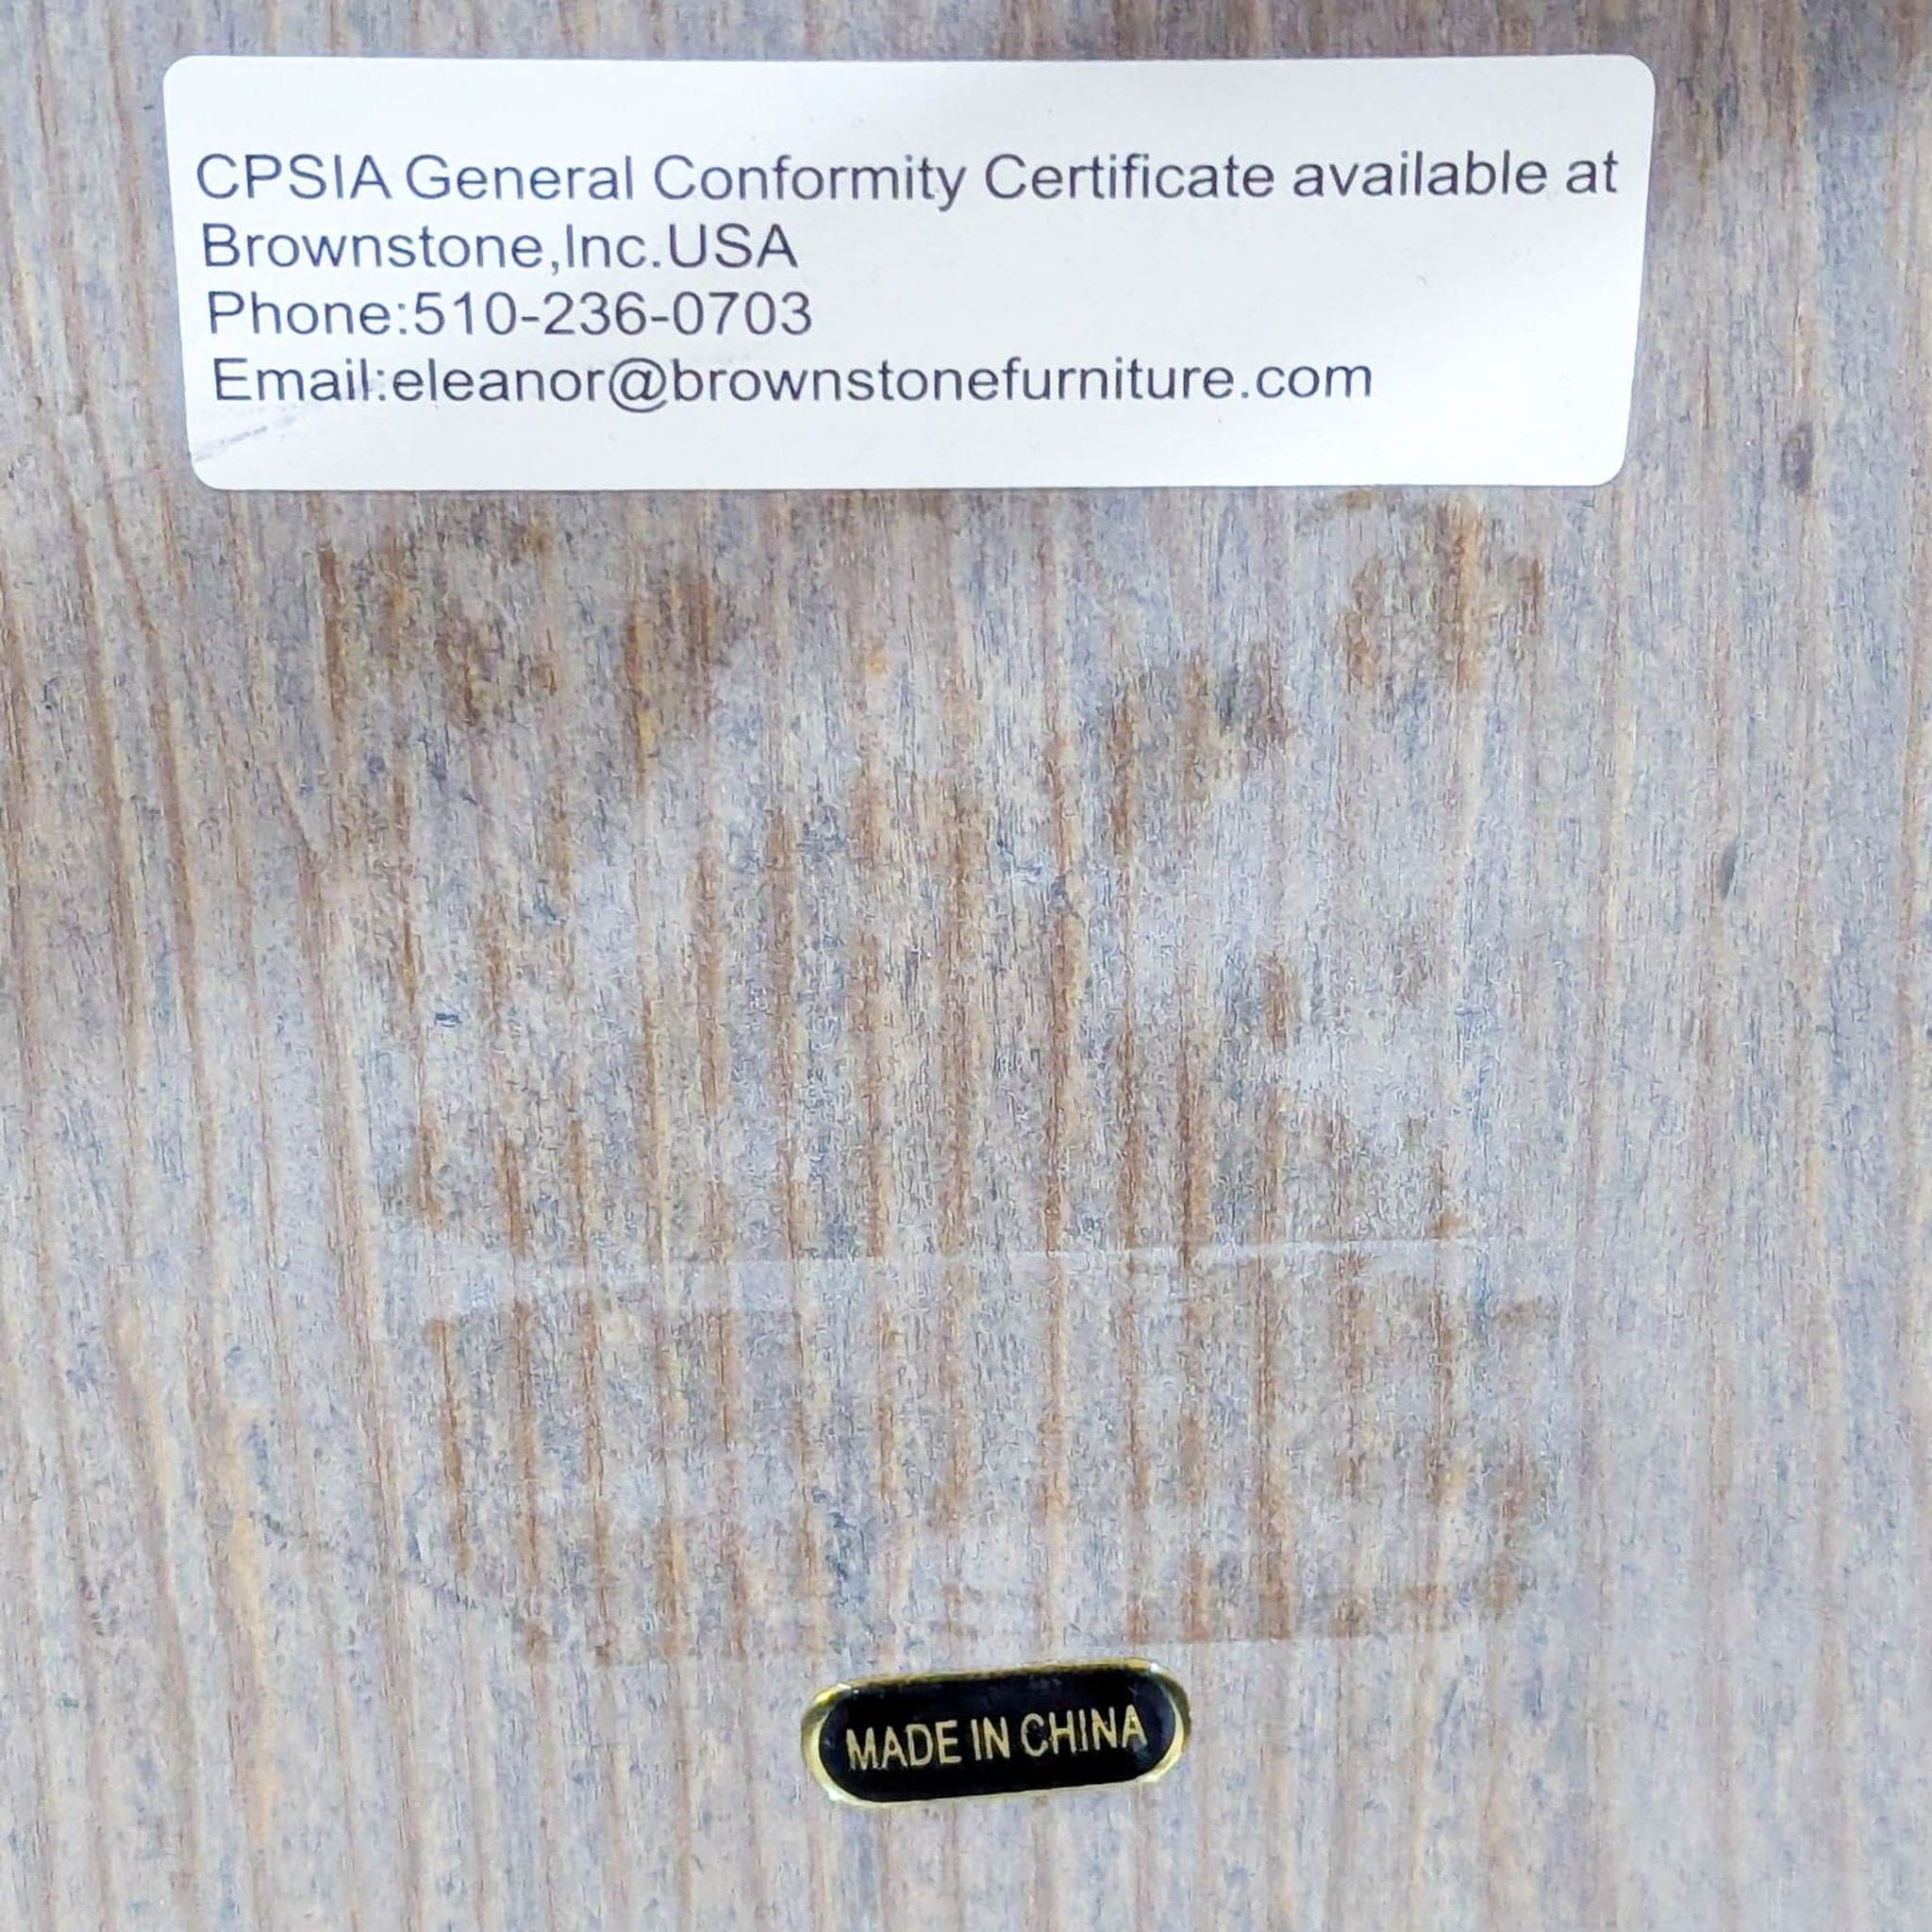 CPSIA General Conformity Certificate available at
Brownstone,Inc.USA
Phone:510-236-0703
Email:eleanor@brownstonefurniture.com
MADE IN CHINA